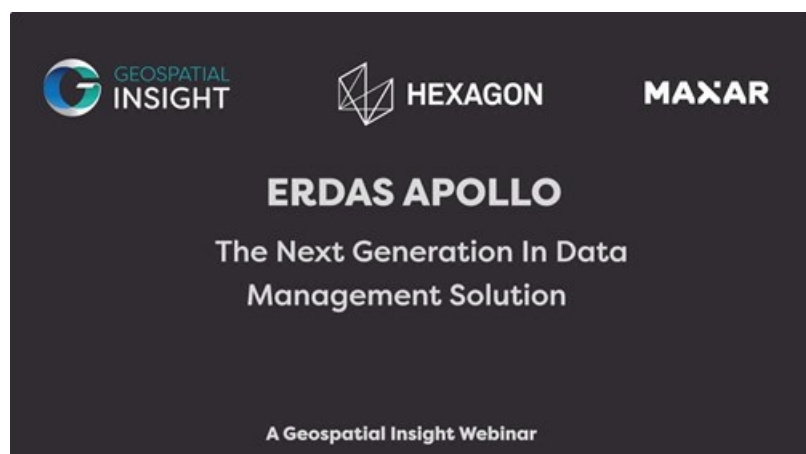 GEOSPATIAL
INSIGHT
HEXAGON
MAXAR
ERDAS APOLLO
The Next Generation In Data
Management Solution
A Geospatial Insight Webinar